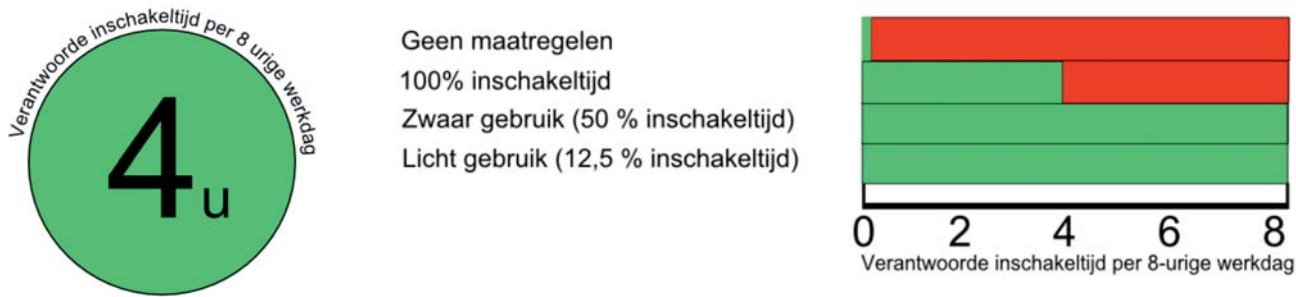 Verantwoorde inschakeltijd per 8 urige werkdag
4u
Geen maatregelen
100% inschakeltijd
Zwaar gebruik (50 % inschakeltijd)
Licht gebruik (12,5 % inschakeltijd)
0 2 4 6 8
Verantwoorde inschakeltijd per 8-urige werkdag